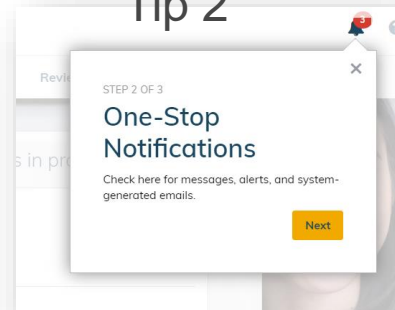 Tip 2
3
Revie
STEP 2 OF 3
One-Stop
Notifications
s in pro
Check here for messages, alerts, and system-
generated emails.
Next